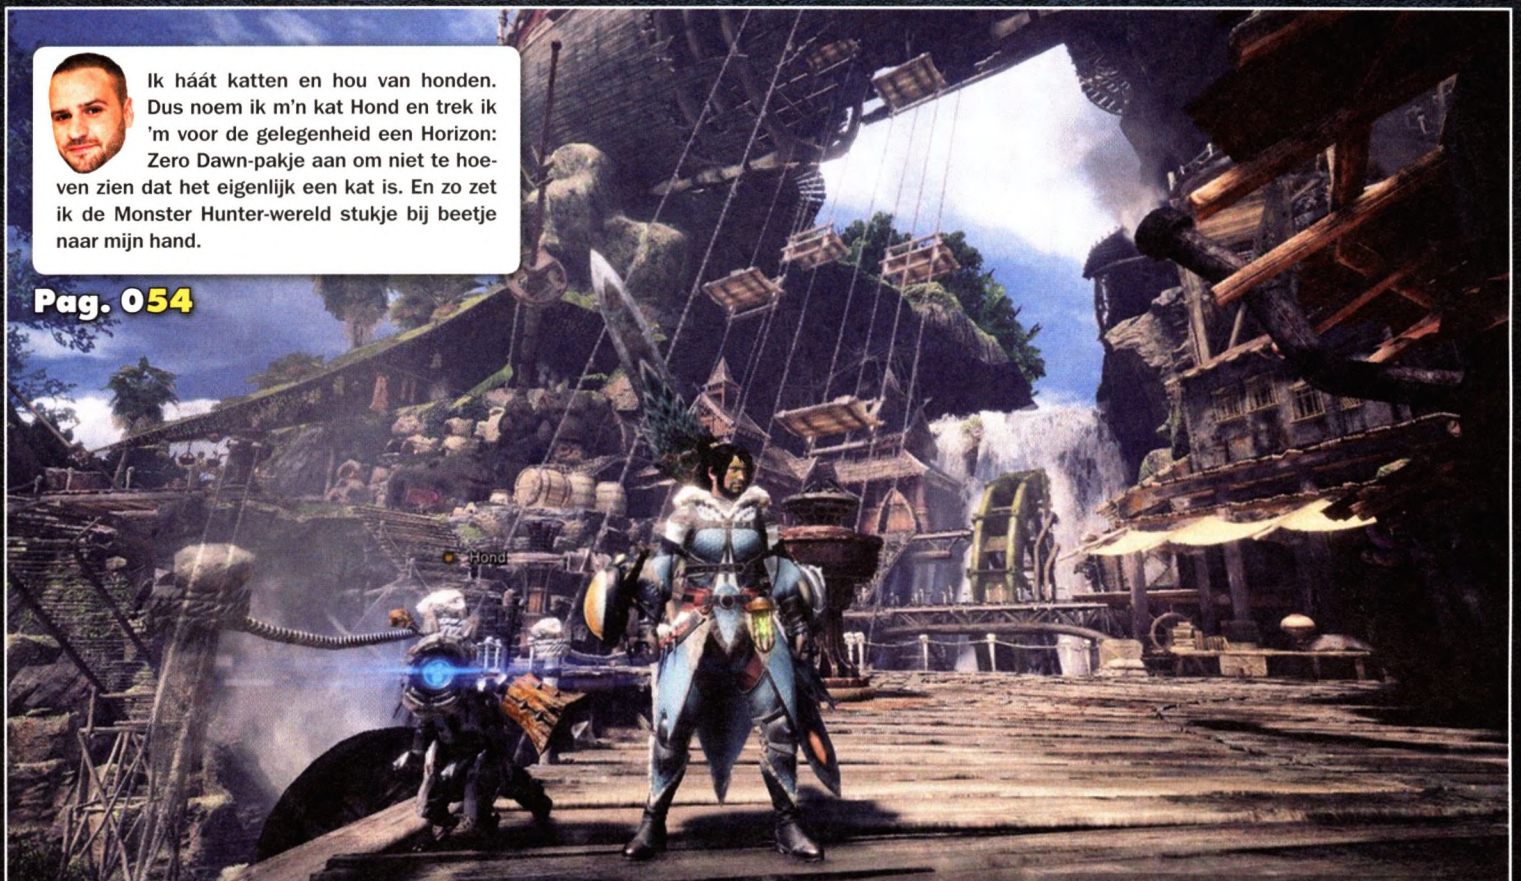 Ik háát katten en hou van honden.
Dus noem ik m'n kat Hond en trek ik
'm voor de gelegenheid een Horizon:
Zero Dawn-pakje aan om niet te hoe-
ven zien dat het eigenlijk een kat is. En zo zet
ik de Monster Hunter-wereld stukje bij beetje
naar mijn hand.
Pag. 054
Hond